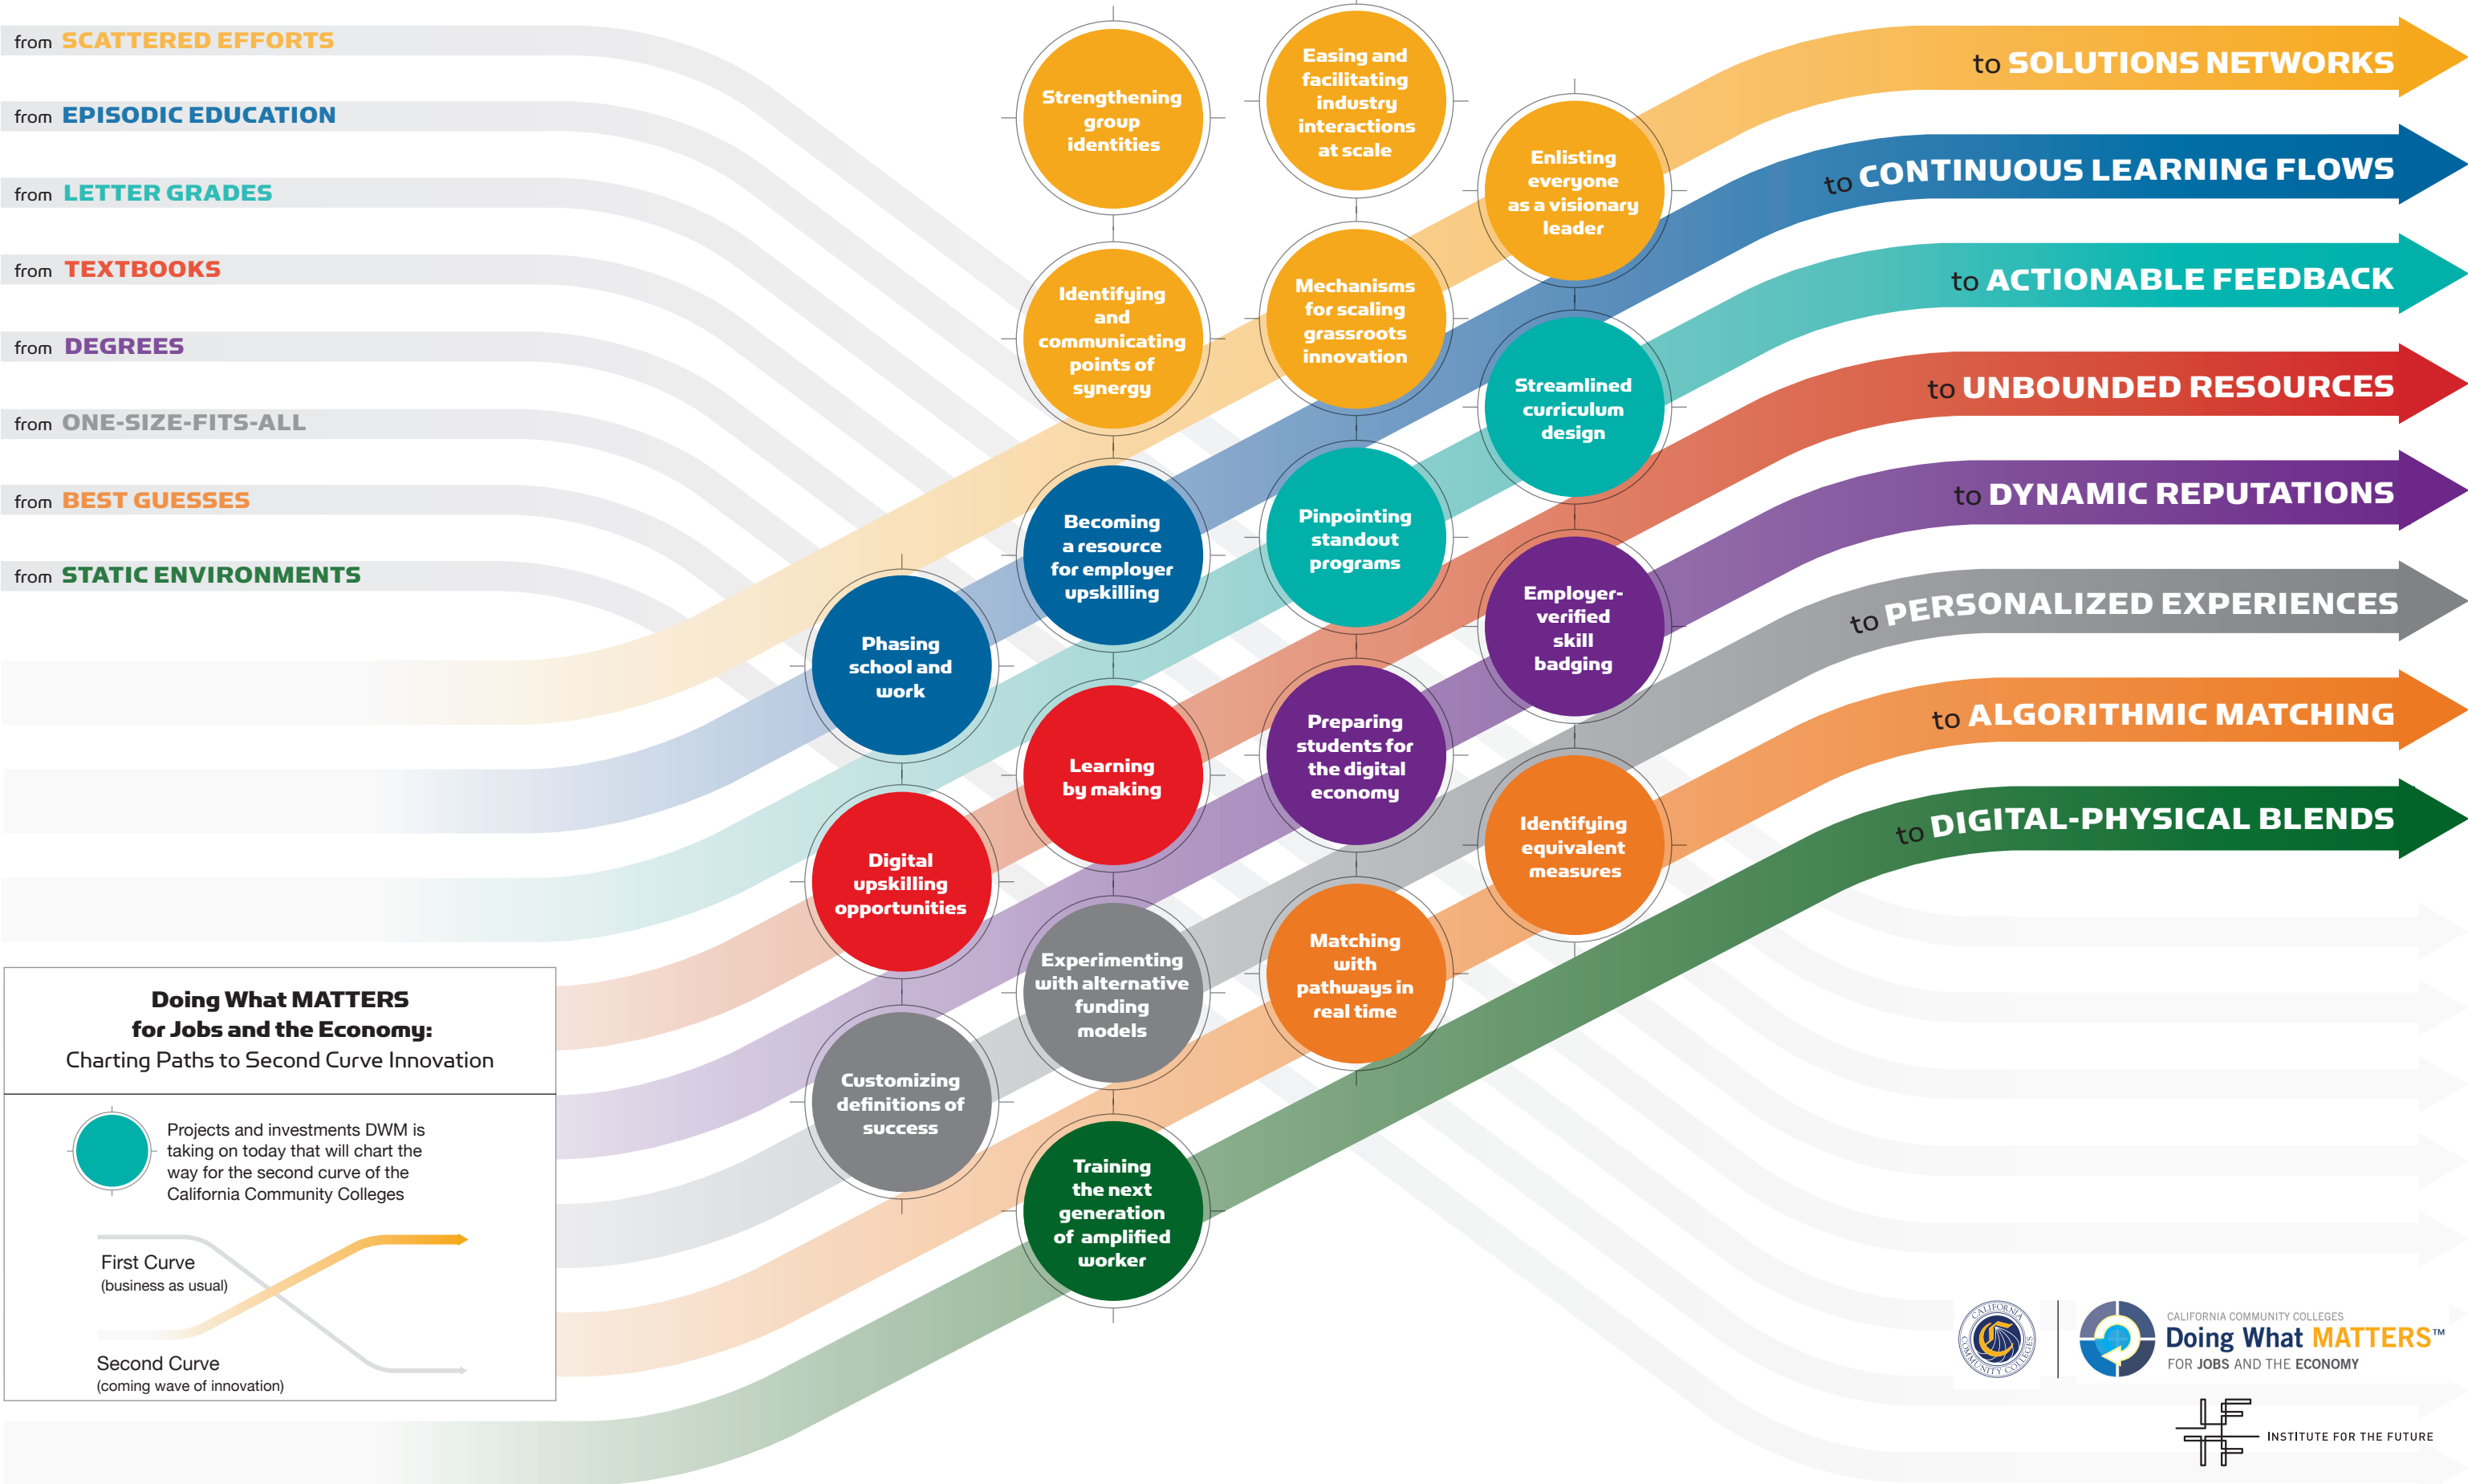 from SCATTERED EFFORTS
from EPISODIC EDUCATION
from LETTER GRADES
from TEXTBOOKS
from DEGREES
from ONE-SIZE-FITS-ALL
from BEST GUESSES
from STATIC ENVIRONMENTS
Strengthening
group
identities
Easing and
facilitating
industry
interactions
at scale
Enlisting
everyone
as a visionary
leader
Identifying
and
communicating
points of
synergy
Mechanisms
for scaling
grassroots
innovation
Streamlined
curriculum
design
Becoming
a resource
for employer
upskilling
Pinpointing
standout
programs
Phasing
school and
work
Employer-
verified
skill
badging
Learning
by making
Preparing
students for
the digital
economy
Digital
upskilling
opportunities
Identifying
equivalent
measures
Experimenting
with alternative
funding
models
Matching
with
pathways in
real time
Customizing
definitions of
success
Training
the next
generation
of amplified
worker
to SOLUTIONS NETWORKS
to CONTINUOUS LEARNING FLOWS
to ACTIONABLE FEEDBACK
to UNBOUNDED RESOURCES
to DYNAMIC REPUTATIONS
to PERSONALIZED EXPERIENCES
to ALGORITHMIC MATCHING
to DIGITAL-PHYSICAL BLENDS
Doing What MATTERS
for Jobs and the Economy:
Charting Paths to Second Curve Innovation
Projects and investments DWM is
taking on today that will chart the
way for the second curve of the
California Community Colleges
First Curve
(business as usual)
Second Curve
(coming wave of innovation)
CALIFORNIA
COMMUNITY COLLEGES
CALIFORNIA COMMUNITY COLLEGES
Doing What MATTERS™
FOR JOBS AND THE ECONOMY
INSTITUTE FOR THE FUTURE